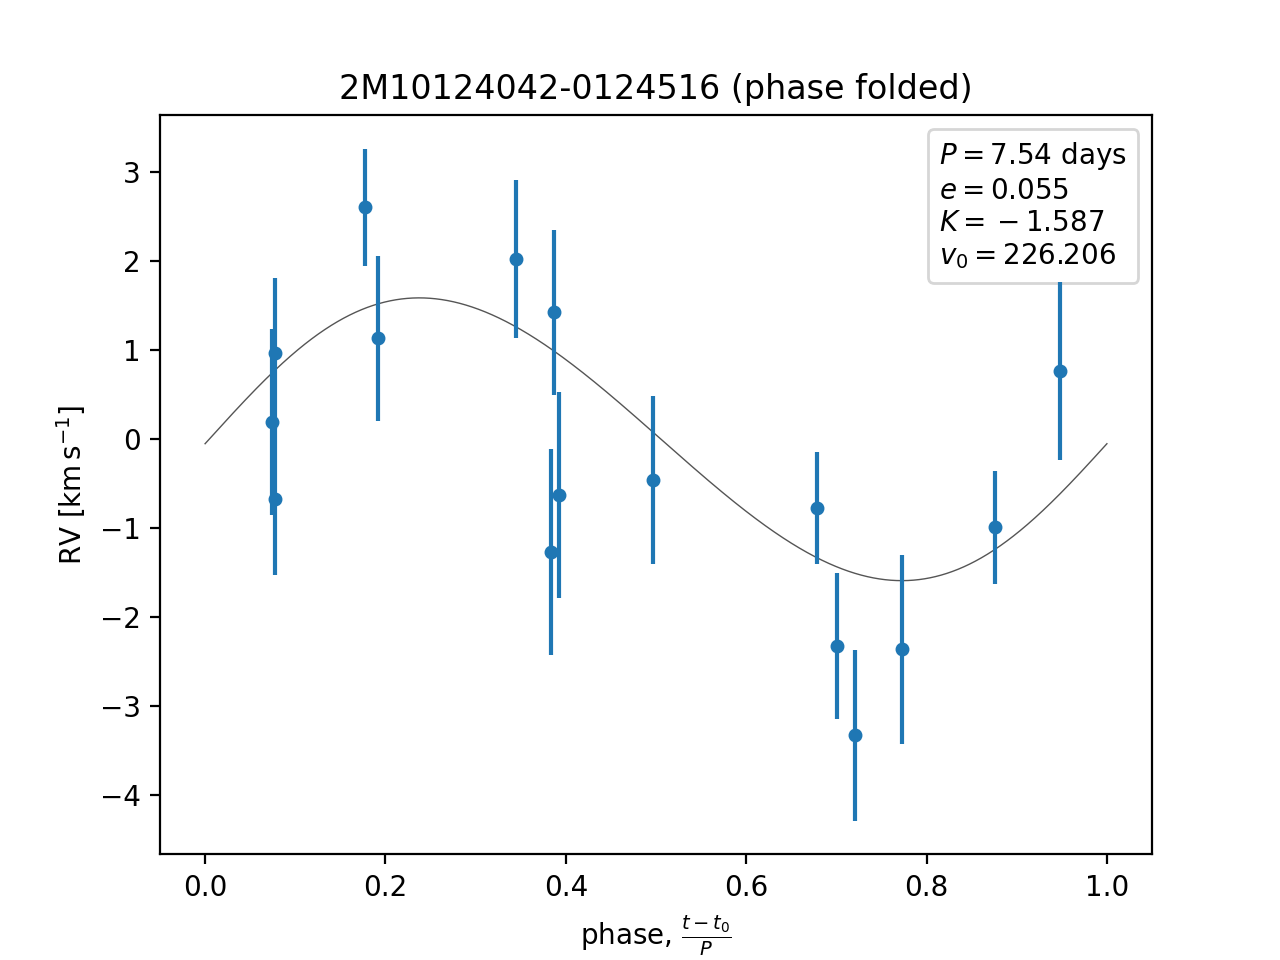 2M10124042-0124516 (phase folded)
P = 7.54 days
e = 0.055
K = −1.587
v₀ = 226.206
RV [km s⁻¹]
3
2
1
0
−1
−2
−3
−4
0.0 0.2 0.4 0.6 0.8 1.0
phase, (t − t₀)/P